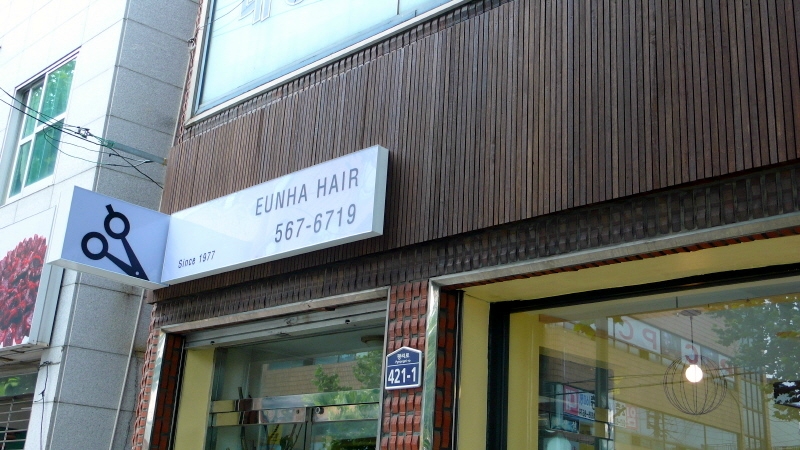 EUNHA HAIR
567-6719
Since 1977
421-1